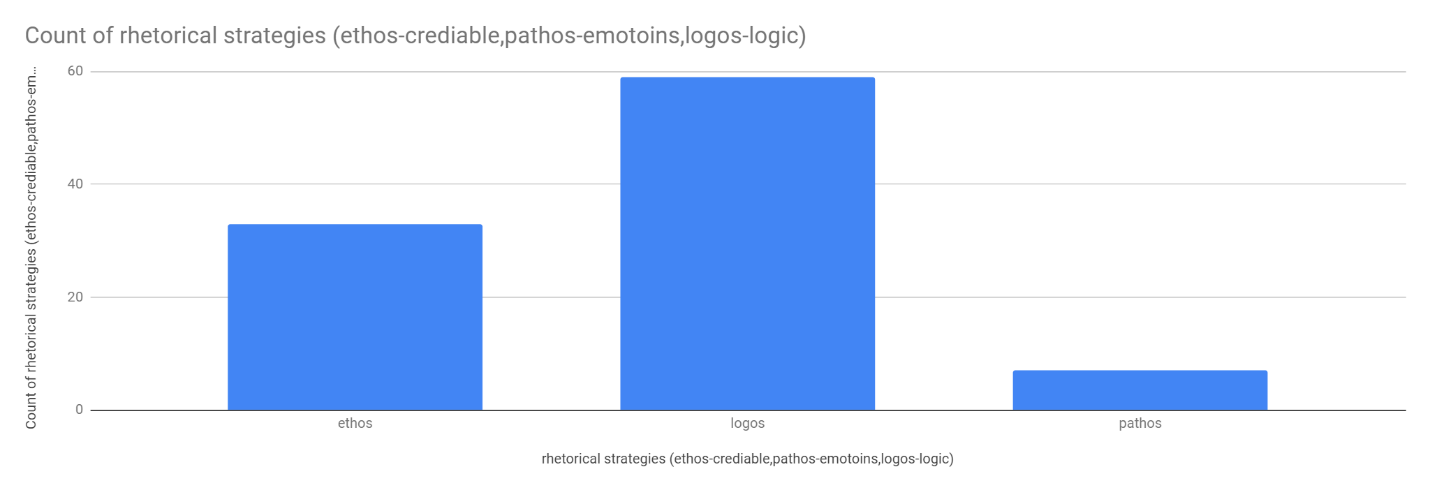 Count of rhetorical strategies (ethos-crediable,pathos-emotoins,logos-logic)
Count of rhetorical strategies (ethos-crediable,pathos-em...
60
40
20
0
ethos logos pathos
rhetorical strategies (ethos-crediable,pathos-emotoins,logos-logic)